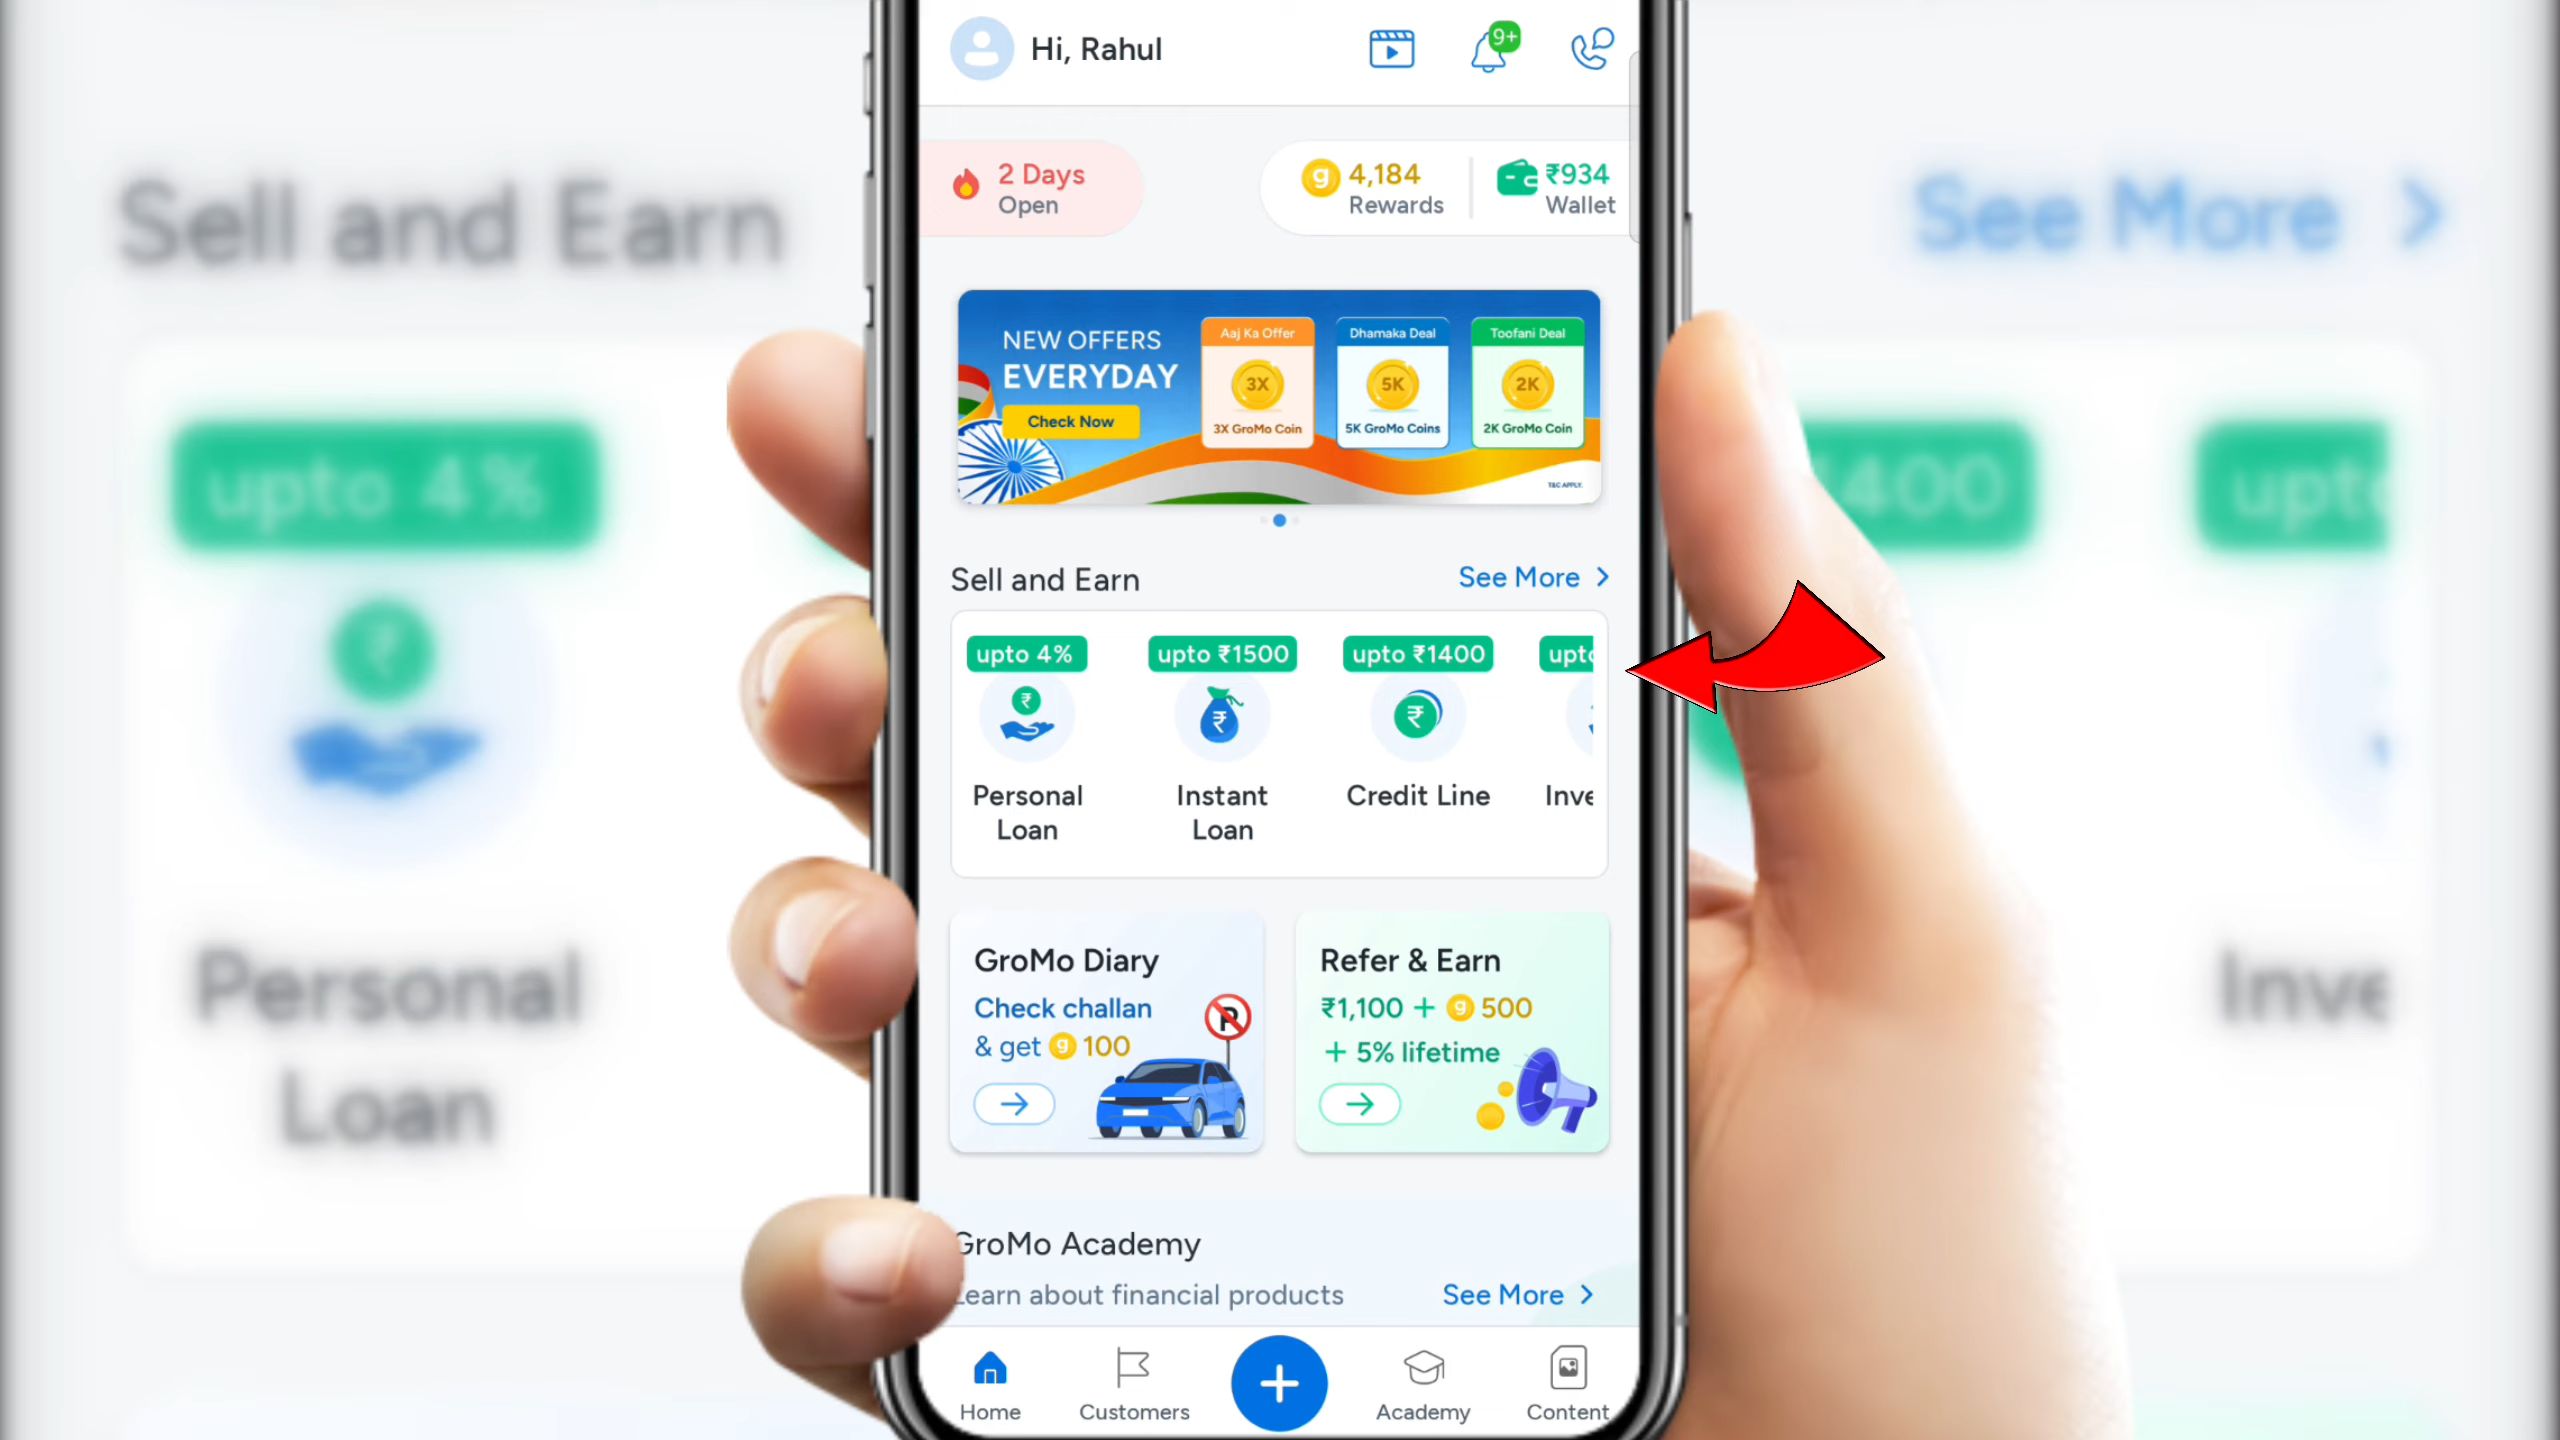 Hi, Rahul
9+
2 Days
Open
4,184
Rewards
₹934
Wallet
NEW OFFERS
EVERYDAY
Check Now
Aaj Ka Offer
3X
3X GroMo Coin
Dhamaka Deal
5K
5K GroMo Coins
Toofani Deal
2K
2K GroMo Coin
T&C APPLY.
Sell and Earn
See More
upto 4%
Personal
Loan
upto ₹1500
Instant
Loan
upto ₹1400
Credit Line
upto
Inve
GroMo Diary
Check challan
& get g 100
P
Refer & Earn
₹1,100 + g 500
+ 5% lifetime
GroMo Academy
Learn about financial products
See More
Home
Customers
Academy
Content
Sell and Earn
See More
upto 4%
₹
Personal
Loan
1400
upto
Inve